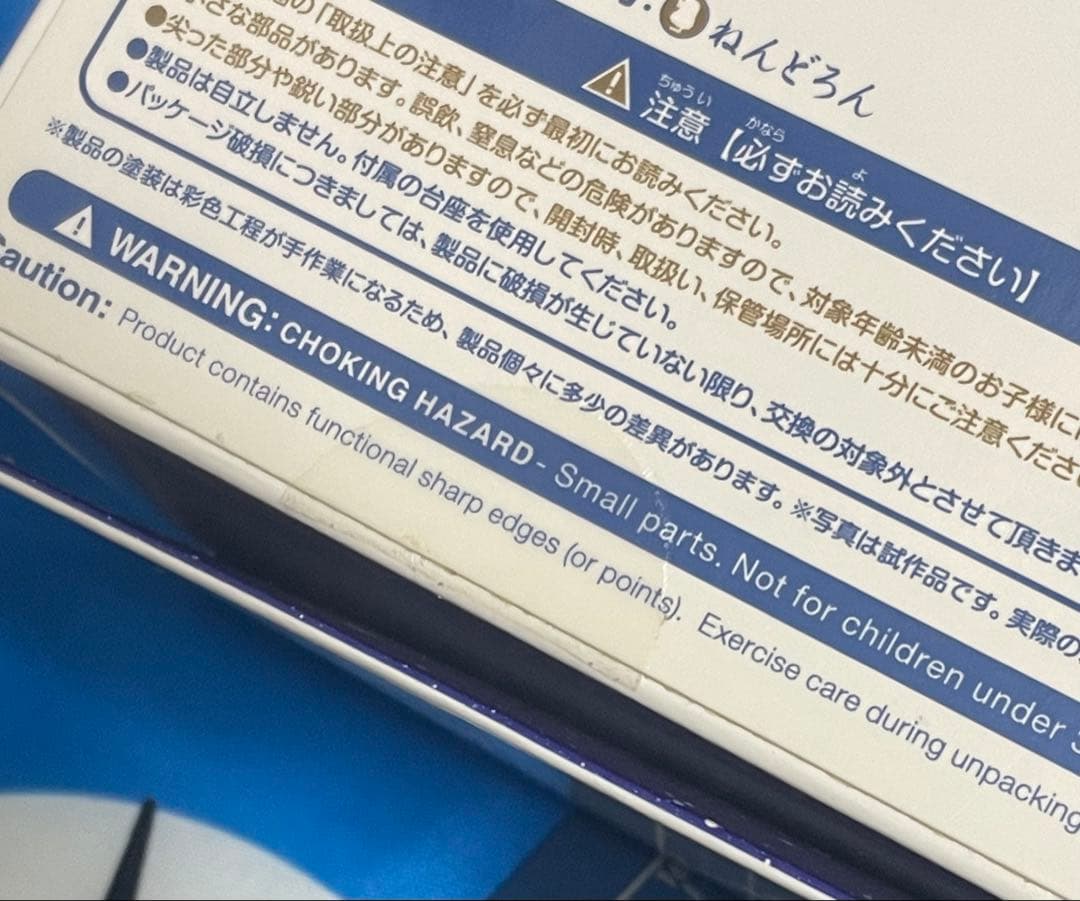 ねんどろん
ちゅうい かなら よ
注意【必ずお読みください】
の「取扱上の注意」を必ず最初にお読みください。
さな部品があります。誤飲、窒息などの危険がありますので、対象年齢未満のお子様に
●尖った部分や鋭い部分がありますので、開封時、取扱い、保管場所には十分にご注意くださ
●製品は自立しません。付属の台座を使用してください。
●パッケージ破損につきましては、製品に破損が生じていない限り、交換の対象外とさせて頂きま
※製品の塗装は彩色工程が手作業になるため、製品個々に多少の差異があります。※写真は試作品です。実際の
WARNING: CHOKING HAZARD - Small parts. Not for children under 3
Caution: Product contains functional sharp edges (or points). Exercise care during unpacking